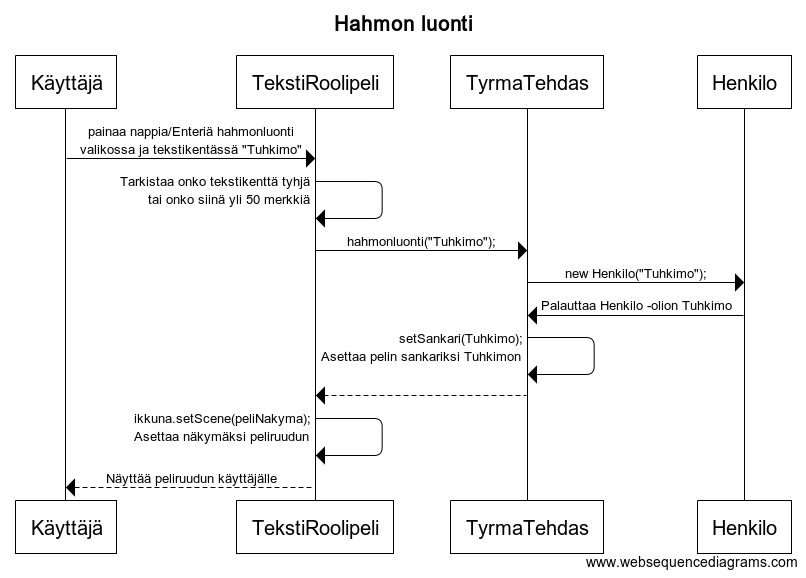 Hahmon luonti
Käyttäjä
TekstiRoolipeli
TyrmaTehdas
Henkilo
painaa nappia/Enteriä hahmonluonti
valikossa ja tekstikentässä "Tuhkimo"
Tarkistaa onko tekstikenttä tyhjä
tai onko siinä yli 50 merkkiä
hahmonluonti("Tuhkimo");
new Henkilo("Tuhkimo");
Palauttaa Henkilo -olion Tuhkimo
setSankari(Tuhkimo);
Asettaa pelin sankariksi Tuhkimon
ikkuna.setScene(peliNakyma);
Asettaa näkymäksi peliruudun
Näyttää peliruudun käyttäjälle
Käyttäjä
TekstiRoolipeli
TyrmaTehdas
Henkilo
www.websequencediagrams.com